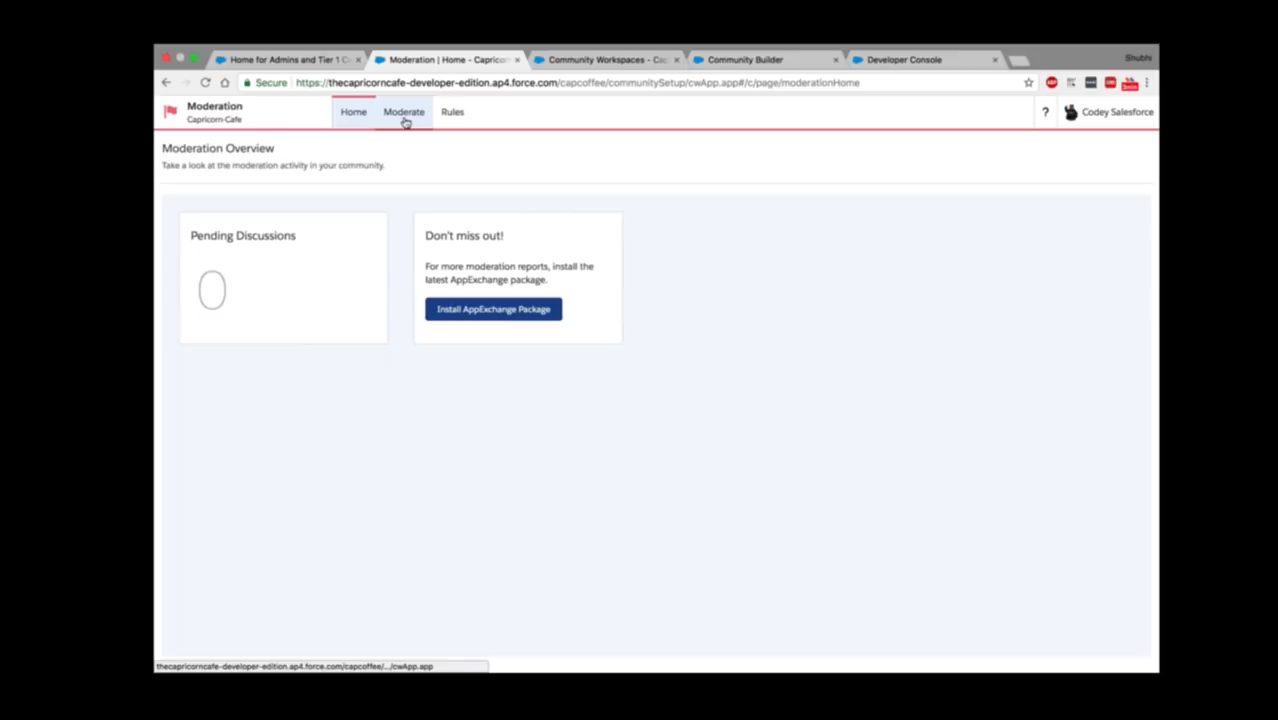 Home for Admins and Tier 1 C
Moderation | Home - Capricorn
Community Workspaces - Cap
Community Builder
Developer Console
Shubhi
Secure
https://thecapricorncafe-developer-edition.ap4.force.com/capcoffee/communitySetup/cwApp.app#/c/page/moderationHome
Moderation
Capricorn-Cafe
Home
Moderate
Rules
?
Codey Salesforce
Moderation Overview
Take a look at the moderation activity in your community.
Pending Discussions
0
Don't miss out!
For more moderation reports, install the
latest AppExchange package.
Install AppExchange Package
thecapricorncafe-developer-edition.ap4.force.com/capcoffee/.../cwApp.app